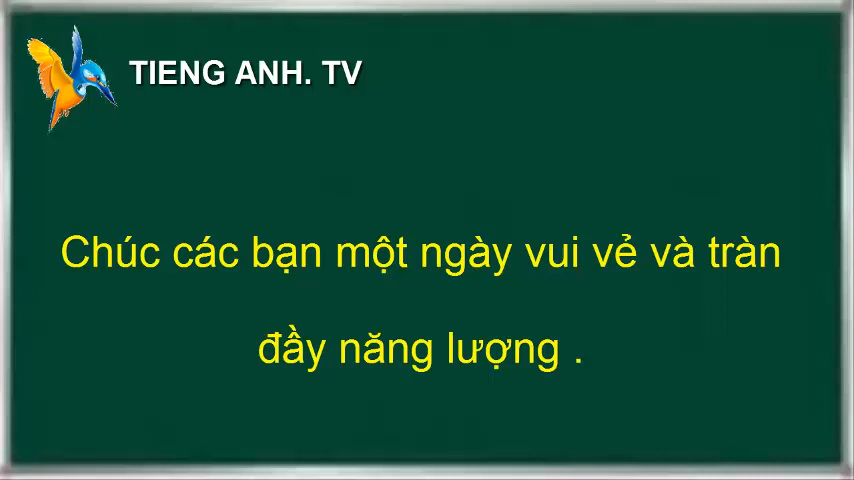 TIENG ANH. TV
Chúc các bạn một ngày vui vẻ và tràn
đầy năng lượng .